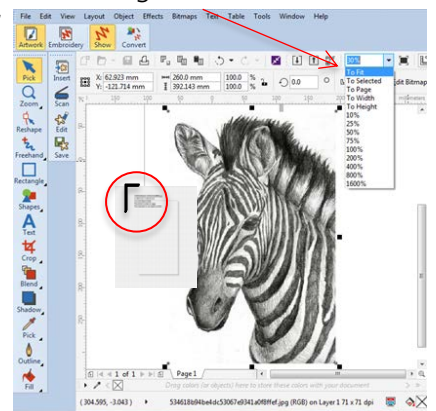 File Edit View Layout Object Effects Bitmaps Text Table Tools Window Help
Artwork Embroidery Show Convert
X: 62.923 mm 260.0 mm 100.0 % 0.0 °
Y: -121.714 mm 392.143 mm 100.0 % Edit Bitmap
Pick Insert
Zoom Scan
Reshape Edit
Freehand Save
Rectangle
Shapes
Text
Crop
Blend
Shadow
Pick
Outline
Fill
To Fit
To Selected
To Page
To Width
To Height
10%
25%
50%
75%
100%
200%
400%
800%
1600%
1 of 1 Page 1
Drag colors (or objects) here to store these colors with your document
(304.595, -3.043) 534618b94be4dc53067e9341a0f8ffef.jpg (RGB) on Layer 1 71 x 71 dpi